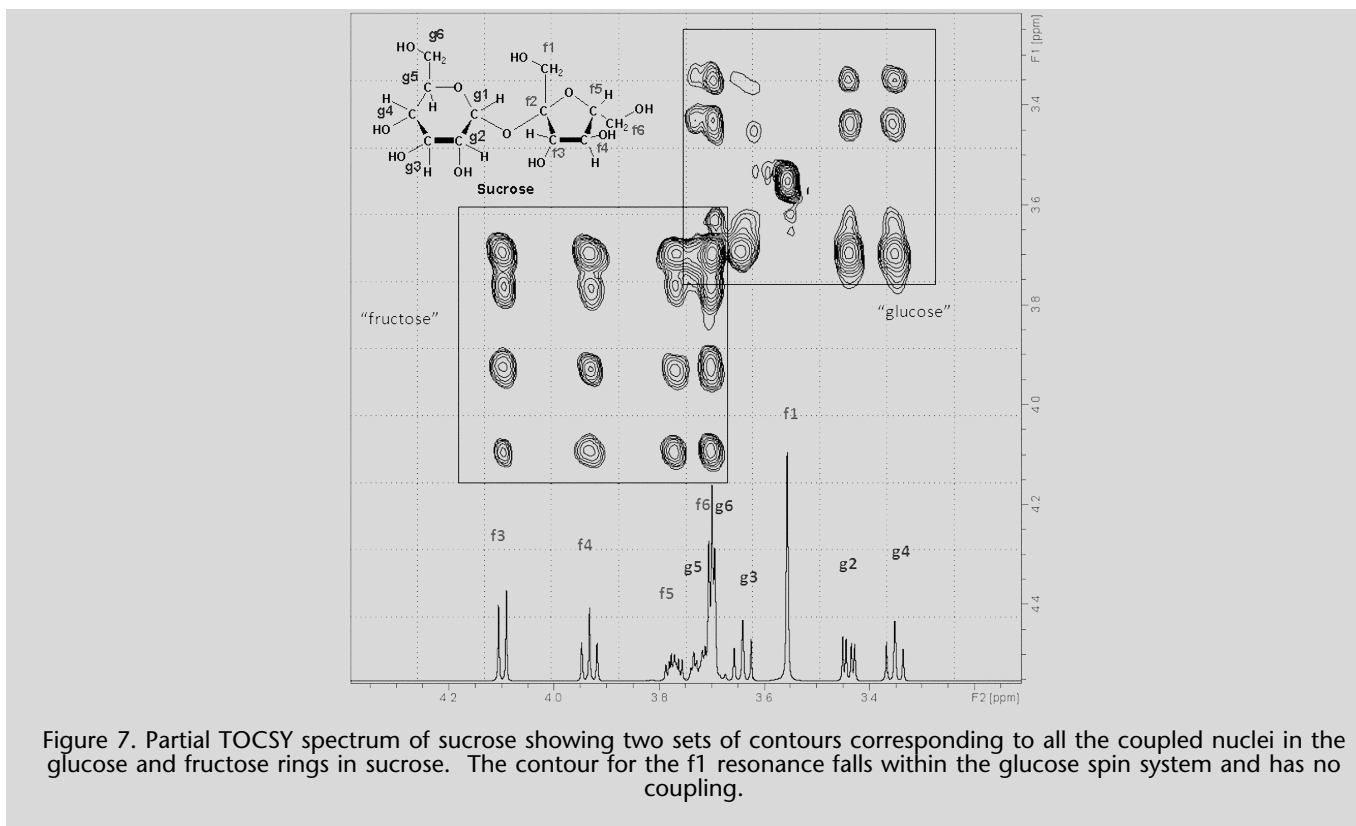 g6
HO
CH2
f1
HO
CH2
g5
O
H
g4
H
HO
C
g1
H
f2
O
f5
H
OH
CH2
f6
C
C
C
g2
O
H
C
C
OH
HO
g3
H
OH
H
HO
f3
H
f4
Sucrose
F1 [ppm]
3.4
3.6
3.8
4.0
4.2
4.4
"fructose"
"glucose"
f1
f6
g6
f3
f4
g5
f5
g3
g2
g4
4.2
4.0
3.8
3.6
3.4
F2 [ppm]
Figure 7. Partial TOCSY spectrum of sucrose showing two sets of contours corresponding to all the coupled nuclei in the
glucose and fructose rings in sucrose. The contour for the f1 resonance falls within the glucose spin system and has no
coupling.